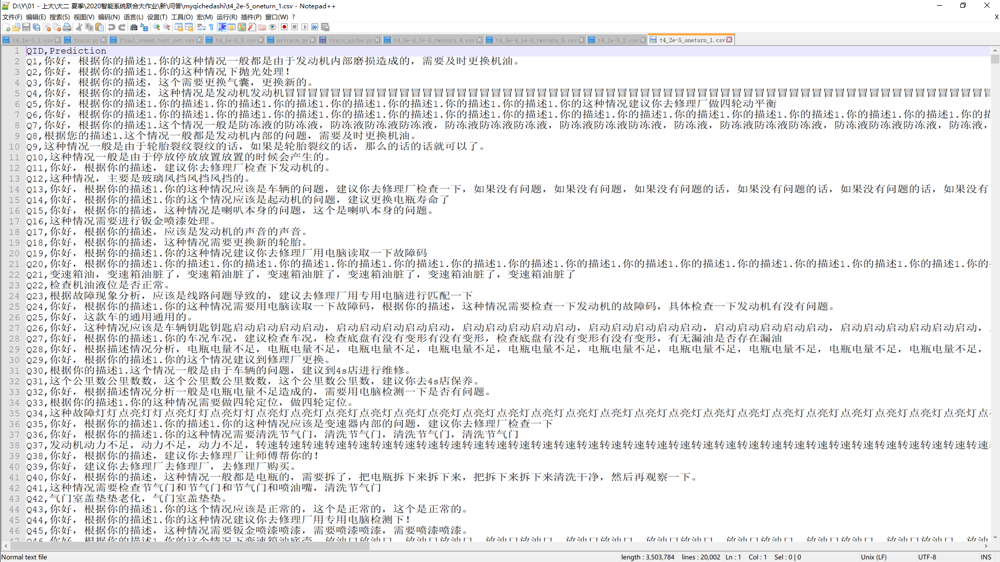 D:\Y\01 - 上大\大二 夏季\2020智能系统联合大作业\新\问答\myqichedashi\t4_2e-5_oneturn_1.csv - Notepad++
文件(F) 编辑(E) 搜索(S) 视图(V) 编码(N) 语言(L) 设置(T) 工具(O) 宏(M) 运行(R) 插件(P) 窗口(W) ? X
t4_1e-5_1.csv train.py final_round_test_set.csv t4_1e-5_5.csv mytrain.py train_qiche.py t4_5e-4_1e-5_twoturn_4.csv t4_5e-4_1e-5_twoturn_5.csv t4_1e-5_2.csv t4_2e-5_oneturn_1.csv
1 QID,Prediction
2 Q1,你好，根据你的描述1.你的这种情况一般都是由于发动机内部磨损造成的，需要及时更换机油。
3 Q2,你好，根据你的描述1.你的这种情况下抛光处理！
4 Q3,你好，根据你的描述，这个需要更换气囊，更换新的。
5 Q4,你好，根据你的描述，这种情况是发动机发动机冒冒冒冒冒冒冒冒冒冒冒冒冒冒冒冒冒冒冒冒冒冒冒冒冒冒冒冒冒冒冒冒冒冒冒冒冒冒冒冒冒冒冒冒冒冒冒冒冒冒冒冒冒冒冒冒冒冒冒冒冒
6 Q5,你好，根据你的描述1.你的描述1.你的描述1.你的描述1.你的描述1.你的描述1.你的描述1.你的描述1.你的这种情况建议你去修理厂做四轮动平衡
7 Q6,你好，根据你的描述1.你的描述1.你的描述1.你的描述1.你的描述1.你的描述1.你的描述1.你的描述1.你的描述1.你的描述1.你的描述1.你的描述1.你的描述1.你的描述1.你的描述1.你的
8 Q7,你好，根据你的描述1.这个情况一般是防冻液的防冻液，防冻液防冻液防冻液，防冻液防冻液防冻液，防冻液防冻液防冻液，防冻液，防冻液防冻液防冻液，防冻液防冻液防冻液，防冻液，
9 Q8,根据您的描述1.这个情况一般都是发动机内部的问题，需要及时更换机油。
10 Q9,这种情况一般是由于轮胎裂纹裂纹的话，如果是轮胎裂纹的话，那么的话的话就可以了。
11 Q10,这种情况一般是由于停放停放放置放置的时候会产生的。
12 Q11,你好，根据你的描述，建议你去修理厂检查下发动机的。
13 Q12,这种情况，主要是玻璃风挡风挡风挡的。
14 Q13,你好，根据你的描述1.你的这种情况应该是车辆的问题，建议你去修理厂检查一下，如果没有问题，如果没有问题，如果没有问题的话，如果没有问题的话，如果没有问题的话，如果没有
15 Q14,你好，根据你的描述1.你的这个情况应该是起动机的问题，建议更换电瓶寿命了
16 Q15,你好，根据你的描述，这种情况是喇叭本身的问题，这个是喇叭本身的问题。
17 Q16,这种情况需要进行钣金喷漆处理。
18 Q17,你好，根据你的描述，应该是发动机的声音的声音。
19 Q18,你好，根据你的描述，这种情况需要更换新的轮胎。
20 Q19,你好，根据你的描述1.你的这种情况建议你去修理厂用电脑读取一下故障码
21 Q20,你好，根据你的描述1.你的描述1.你的描述1.你的描述1.你的描述1.你的描述1.你的描述1.你的描述1.你的描述1.你的描述1.你的描述1.你的描述1.你的描述1.你的描述1.你的描述1.你的
22 Q21,变速箱油，变速箱油脏了，变速箱油脏了，变速箱油脏了，变速箱油脏了，变速箱油脏了，变速箱油脏了
23 Q22,检查机油液位是否正常。
24 Q23,根据故障现象分析，应该是线路问题导致的，建议去修理厂用专用电脑进行匹配一下
25 Q24,你好，根据你的描述1.你的这种情况需要用电脑读取一下故障码，根据你的描述，这种情况需要检查一下发动机的故障码，具体检查一下发动机有没有问题。
26 Q25,你好，这款车的通用通用的。
27 Q26,你好，这种情况应该是车辆钥匙钥匙启动启动启动启动，启动启动启动启动启动，启动启动启动启动启动，启动启动启动启动启动，启动启动启动启动启动，启动启动启动启动启动启动，
28 Q27,你好，根据你的描述1.你的车况车况，建议检查车况，检查底盘有没有变形有没有变形，检查底盘有没有变形有没有变形，有无漏油是否存在漏油
29 Q28,你好，根据描述情况分析，电瓶电量不足，电瓶电量不足，电瓶电量不足，电瓶电量不足，电瓶电量不足，电瓶电量不足，电瓶电量不足，电瓶电量不足，电瓶电量不足，电瓶电量不足，
30 Q29,你好，根据你的描述1.你的这个情况建议到修理厂更换。
31 Q30,根据你的描述1.这个情况一般是由于车辆的问题，建议到4s店进行维修。
32 Q31,这个公里数公里数数，这个公里数公里数数，这个公里数公里数，建议你去4s店保养。
33 Q32,你好，根据描述情况分析一般是电瓶电量不足造成的，需要用电脑检测一下是否有问题。
34 Q33,根据你的描述1.你的这种情况需要做四轮定位，做四轮定位。
35 Q34,这种故障灯灯点亮灯灯点亮灯灯点亮灯灯点亮灯点亮灯点亮灯点亮灯点亮灯点亮灯点亮灯点亮灯点亮灯点亮灯点亮灯点亮灯点亮灯点亮灯点亮灯点亮灯点亮灯点亮灯点亮灯点亮灯点亮灯点
36 Q35,你好，根据你的描述1.你的描述1.你的这种情况应该是变速器内部的问题，建议你去修理厂检查一下
37 Q36,你好，根据你的描述1.你的这种情况需要清洗节气门，清洗节气门，清洗节气门，清洗节气门
38 Q37,发动机动力不足，动力不足，动力不足，转速转速转速转速转速转速转速转速转速转速转速转速转速转速转速转速转速转速转速转速转速转速转速转速转速转速转速转速转速转速转速转速
39 Q38,你好，根据你的描述，建议你去修理厂让师傅帮你的！
40 Q39,你好，建议你去修理厂去修理厂，去修理厂购买。
41 Q40,你好，根据你的描述，这种情况一般都是电瓶的，需要拆了，把电瓶拆下来拆下来，把拆下来拆下来清洗干净，然后再观察一下。
42 Q41,这种情况需要检查节气门和节气门和节气门和喷油嘴，清洗节气门
43 Q42,气门室盖垫垫老化，气门室盖垫垫。
44 Q43,你好，根据你的描述1.你的这个情况应该是正常的，这个是正常的，这个是正常的。
45 Q44,你好，根据你的描述1.你的这种情况建议你去修理厂用专用电脑检测下！
46 Q45,你好，根据你的描述，这种情况需要钣金喷漆喷漆，需要喷漆喷漆，需要喷漆喷漆。
47 Q46,你好，根据你的描述1.你的这个情况下变速箱油底壳，放油口放油口，放油口放油口，放油口放油口，放油口放油口，放油口放油口，放油口放油口，放油
Normal text file length : 3,503,784 lines : 20,002 Ln : 1 Col : 1 Sel : 0 | 0 Unix (LF) UTF-8 INS